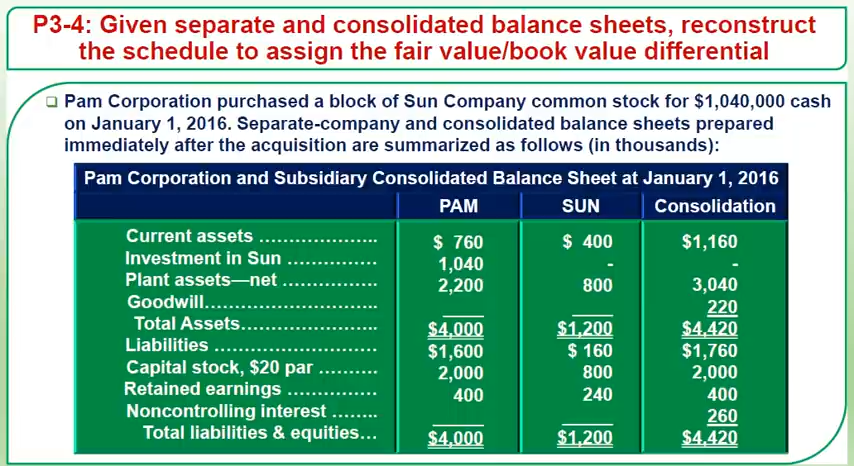 P3-4: Given separate and consolidated balance sheets, reconstruct
the schedule to assign the fair value/book value differential
❑ Pam Corporation purchased a block of Sun Company common stock for $1,040,000 cash
on January 1, 2016. Separate-company and consolidated balance sheets prepared
immediately after the acquisition are summarized as follows (in thousands):
Pam Corporation and Subsidiary Consolidated Balance Sheet at January 1, 2016
PAM SUN Consolidation
Current assets .................... $ 760 $ 400 $1,160
Investment in Sun ............... 1,040 - -
Plant assets—net ................ 2,200 800 3,040
Goodwill............................. 220
Total Assets....................... $4,000 $1,200 $4,420
Liabilities ........................... $1,600 $ 160 $1,760
Capital stock, $20 par .......... 2,000 800 2,000
Retained earnings ............... 400 240 400
Noncontrolling interest ........ 260
Total liabilities & equities... $4,000 $1,200 $4,420